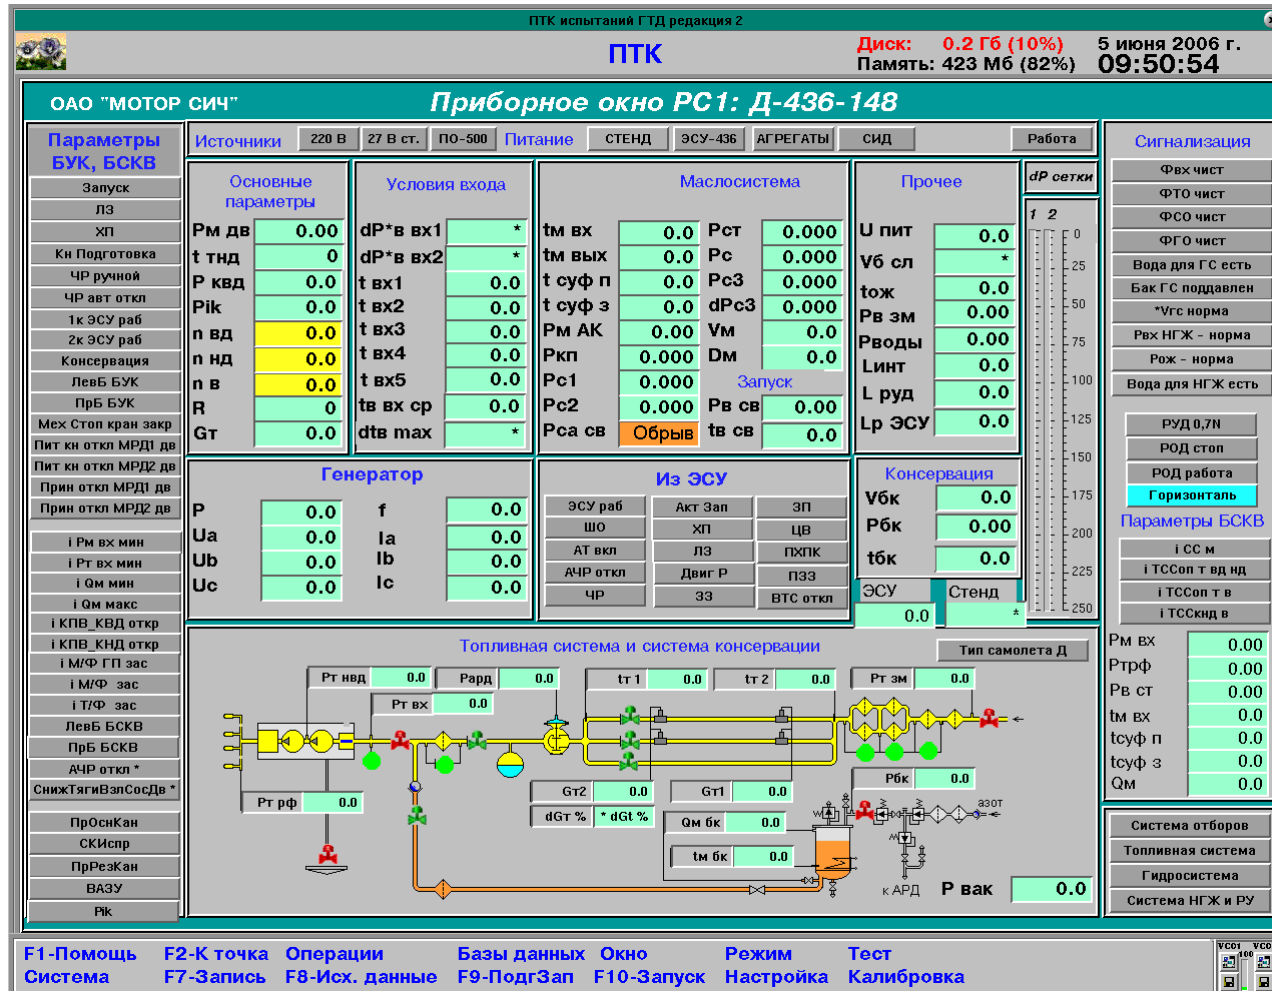 ПТК испытаний ГТД редакция 2
ПТК
Диск: 0.2 Гб (10%)
Память: 423 Мб (82%)
5 июня 2006 г.
09:50:54
ОАО "МОТОР СИЧ"
Приборное окно РС1: Д-436-148
Параметры
БУК, БСКВ
Запуск
ЛЗ
ХП
Кн Подготовка
ЧР ручной
ЧР авт откл
1к ЭСУ раб
2к ЭСУ раб
Консервация
ЛевБ БУК
ПрБ БУК
Мех Стоп кран закр
Пит кн откл МРД1 дв
Пит кн откл МРД2 дв
Прин откл МРД1 дв
Прин откл МРД2 дв
i Рм вх мин
i Рт вх мин
i Qм мин
i Qм макс
i КПВ_КВД откр
i КПВ_КНД откр
i М/Ф ГП зас
i М/Ф зас
i Т/Ф зас
ЛевБ БСКВ
ПрБ БСКВ
АЧР откл *
СнижТягиВзлСосДв *
ПрОснКан
СКИспр
ПрРезКан
ВАЗУ
Pik
Источники 220 В 27 В ст. ПО-500 Питание СТЕНД ЭСУ-436 АГРЕГАТЫ СИД Работа
Основные
параметры
Рм дв 0.00
t тнд 0
Р квд 0.0
Pik 0.0
n вд 0.0
n нд 0.0
n в 0.0
R 0
Gт 0.0
Условия входа
dP*в вх1 *
dP*в вх2 *
t вх1 0.0
t вх2 0.0
t вх3 0.0
t вх4 0.0
t вх5 0.0
tв вх ср 0.0
dtв max *
Маслосистема
tм вх 0.0 Рст 0.000
tм вых 0.0 Рс 0.000
t суф п 0.0 Рс3 0.000
t суф з 0.0 dРс3 0.000
Рм АК 0.00 Vм 0.0
Ркп 0.000 Dм 0.0
Рс1 0.000 Запуск
Рс2 0.000 Рв св 0.00
Рса св Обрыв tв св 0.0
Прочее
U пит 0.0
Vб сл *
tож 0.0
Рв зм 0.00
Рводы 0.00
Lинт 0.0
L руд 0.0
Lр ЭСУ 0.0
dP сетки
1 2
0
25
50
75
100
125
150
175
200
225
250
Генератор
P 0.0 f 0.0
Ua 0.0 Ia 0.0
Ub 0.0 Ib 0.0
Uc 0.0 Ic 0.0
Из ЭСУ
ЭСУ раб Акт Зап ЗП
ШО ХП ЦВ
АТ вкл ЛЗ ПХПК
АЧР откл Двиг Р ПЗЗ
ЧР ЗЗ ВТС откл
Консервация
Vбк 0.0
Рбк 0.00
tбк 0.0
ЭСУ Стенд
0.0 *
Топливная система и система консервации
Тип самолета Д
Рт нвд 0.0 Рард 0.0 tт 1 0.0 tт 2 0.0 Рт зм 0.0
Рт вх 0.0
Рт рф 0.0
Gт2 0.0 Gт1 0.0
dGт % * dGt %
Qм бк 0.0
tм бк 0.0
Рбк 0.0
азот
к АРД
Р вак 0.0
Сигнализация
Фвх чист
ФТО чист
ФСО чист
ФГО чист
Вода для ГС есть
Бак ГС поддавлен
*Vгс норма
Рвх НГЖ - норма
Рож - норма
Вода для НГЖ есть
РУД 0,7N
РОД стоп
РОД работа
Горизонталь
Параметры БСКВ
i СС м
i ТССоп т вд нд
i ТССоп т в
i ТССкнд в
Рм вх 0.00
Ртрф 0.00
Рв ст 0.00
tм вх 0.0
tсуф п 0.0
tсуф з 0.0
Qм 0.0
Система отборов
Топливная система
Гидросистема
Система НГЖ и РУ
F1-Помощь F2-К точка Операции Базы данных Окно Режим Тест
Система F7-Запись F8-Исх. данные F9-ПодгЗап F10-Запуск Настройка Калибровка
VC01 VC0
100